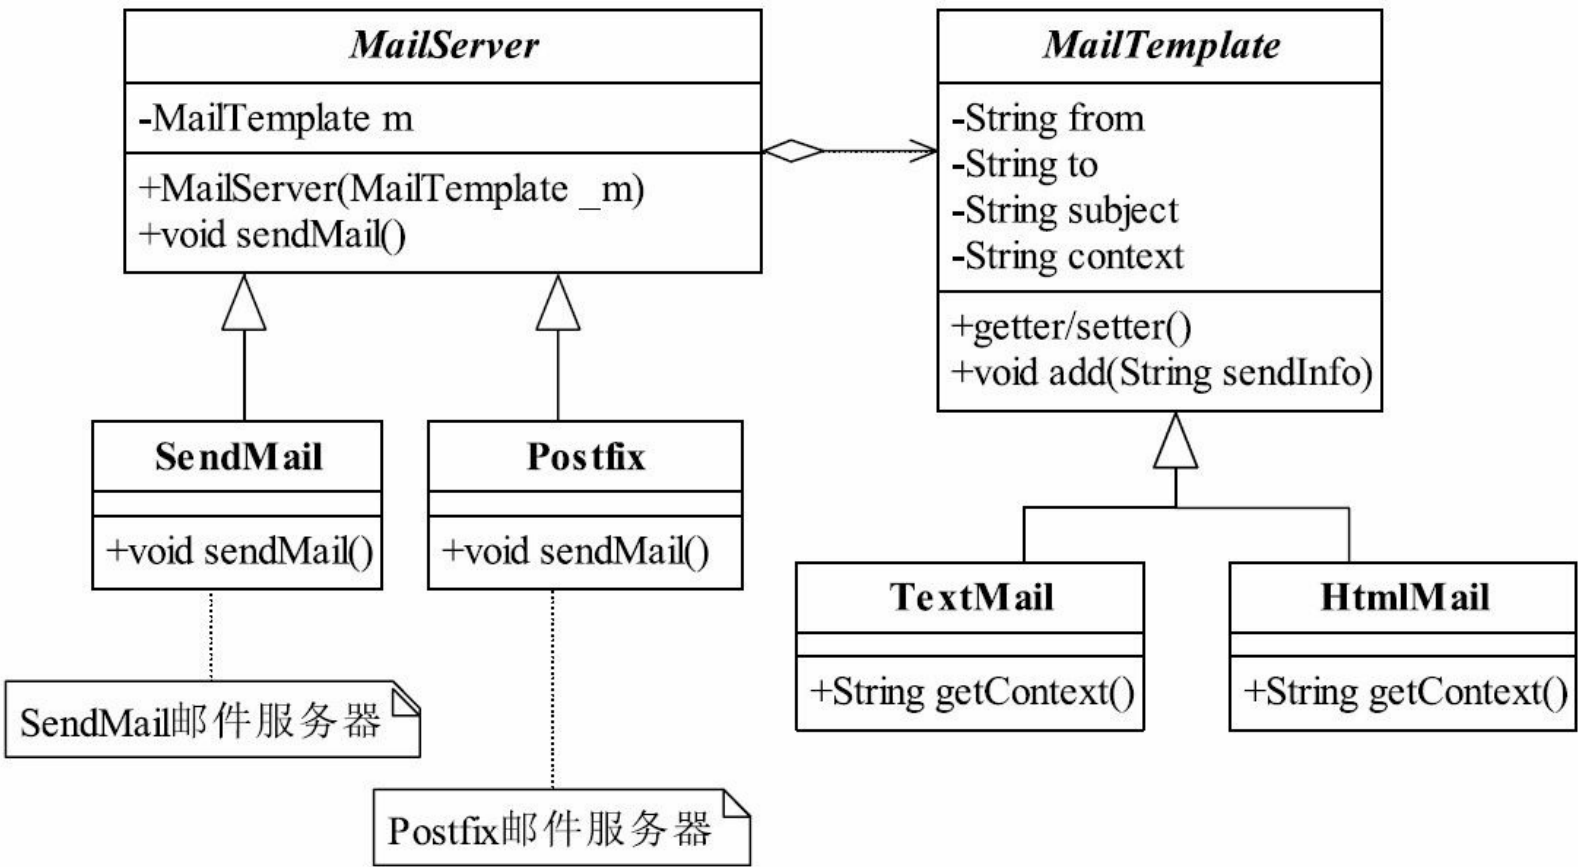 MailServer
-MailTemplate m
+MailServer(MailTemplate _m)
+void sendMail()
MailTemplate
-String from
-String to
-String subject
-String context
+getter/setter()
+void add(String sendInfo)
SendMail
+void sendMail()
Postfix
+void sendMail()
TextMail
+String getContext()
HtmlMail
+String getContext()
SendMail邮件服务器
Postfix邮件服务器